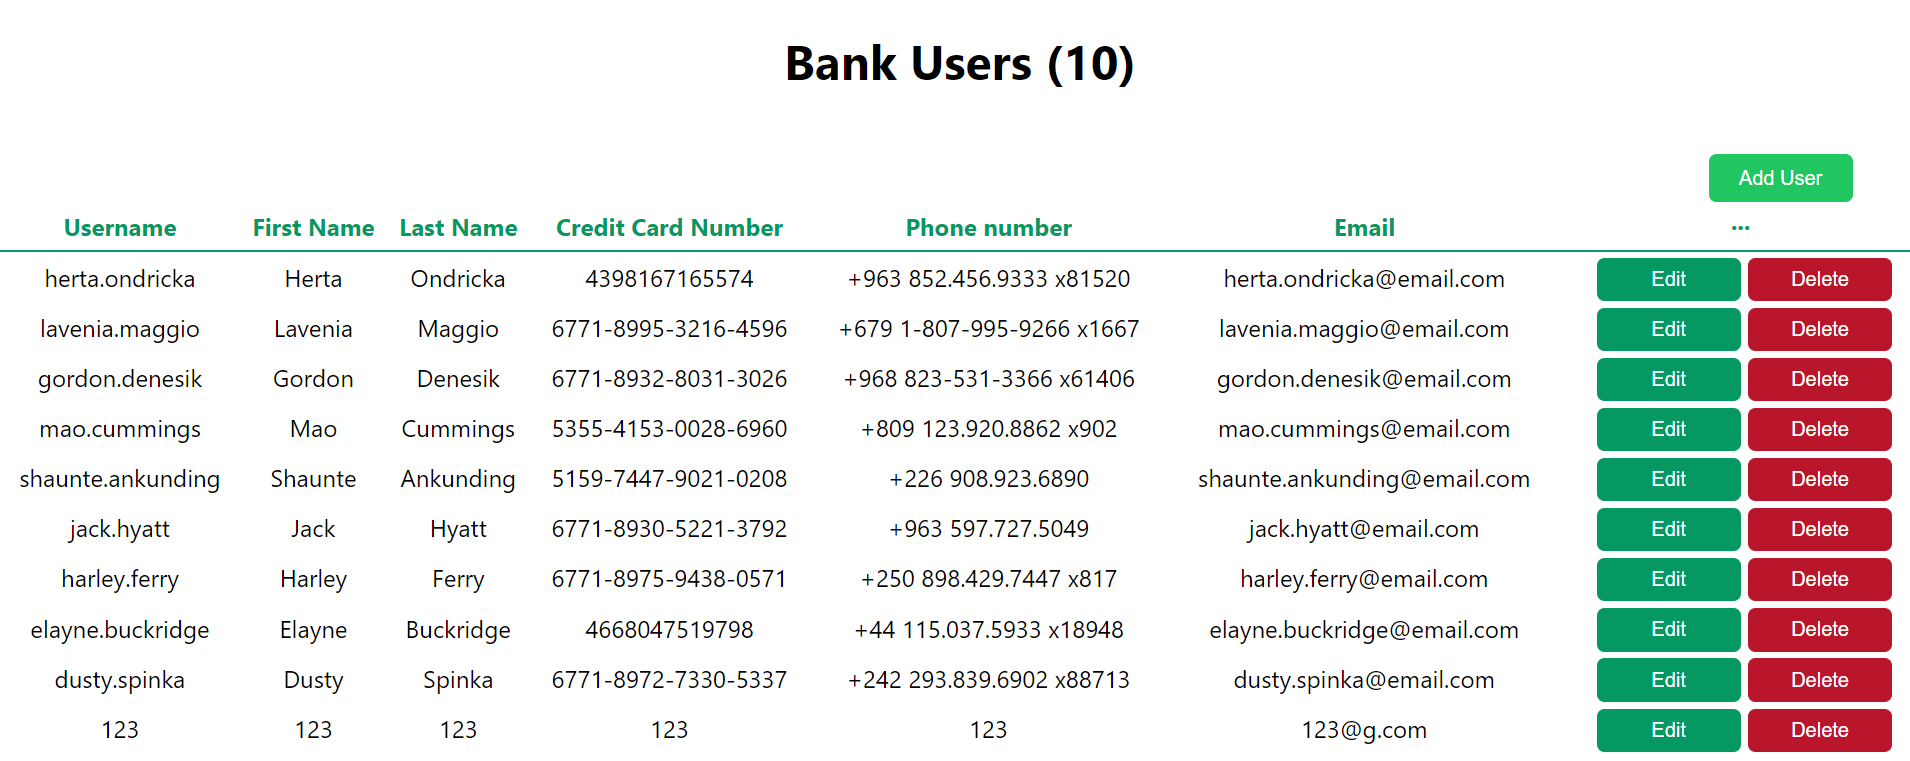 Bank Users (10)
Add User
Username First Name Last Name Credit Card Number Phone number Email ...
herta.ondricka Herta Ondricka 4398167165574 +963 852.456.9333 x81520 herta.ondricka@email.com Edit Delete
lavenia.maggio Lavenia Maggio 6771-8995-3216-4596 +679 1-807-995-9266 x1667 lavenia.maggio@email.com Edit Delete
gordon.denesik Gordon Denesik 6771-8932-8031-3026 +968 823-531-3366 x61406 gordon.denesik@email.com Edit Delete
mao.cummings Mao Cummings 5355-4153-0028-6960 +809 123.920.8862 x902 mao.cummings@email.com Edit Delete
shaunte.ankunding Shaunte Ankunding 5159-7447-9021-0208 +226 908.923.6890 shaunte.ankunding@email.com Edit Delete
jack.hyatt Jack Hyatt 6771-8930-5221-3792 +963 597.727.5049 jack.hyatt@email.com Edit Delete
harley.ferry Harley Ferry 6771-8975-9438-0571 +250 898.429.7447 x817 harley.ferry@email.com Edit Delete
elayne.buckridge Elayne Buckridge 4668047519798 +44 115.037.5933 x18948 elayne.buckridge@email.com Edit Delete
dusty.spinka Dusty Spinka 6771-8972-7330-5337 +242 293.839.6902 x88713 dusty.spinka@email.com Edit Delete
123 123 123 123 123 123@g.com Edit Delete